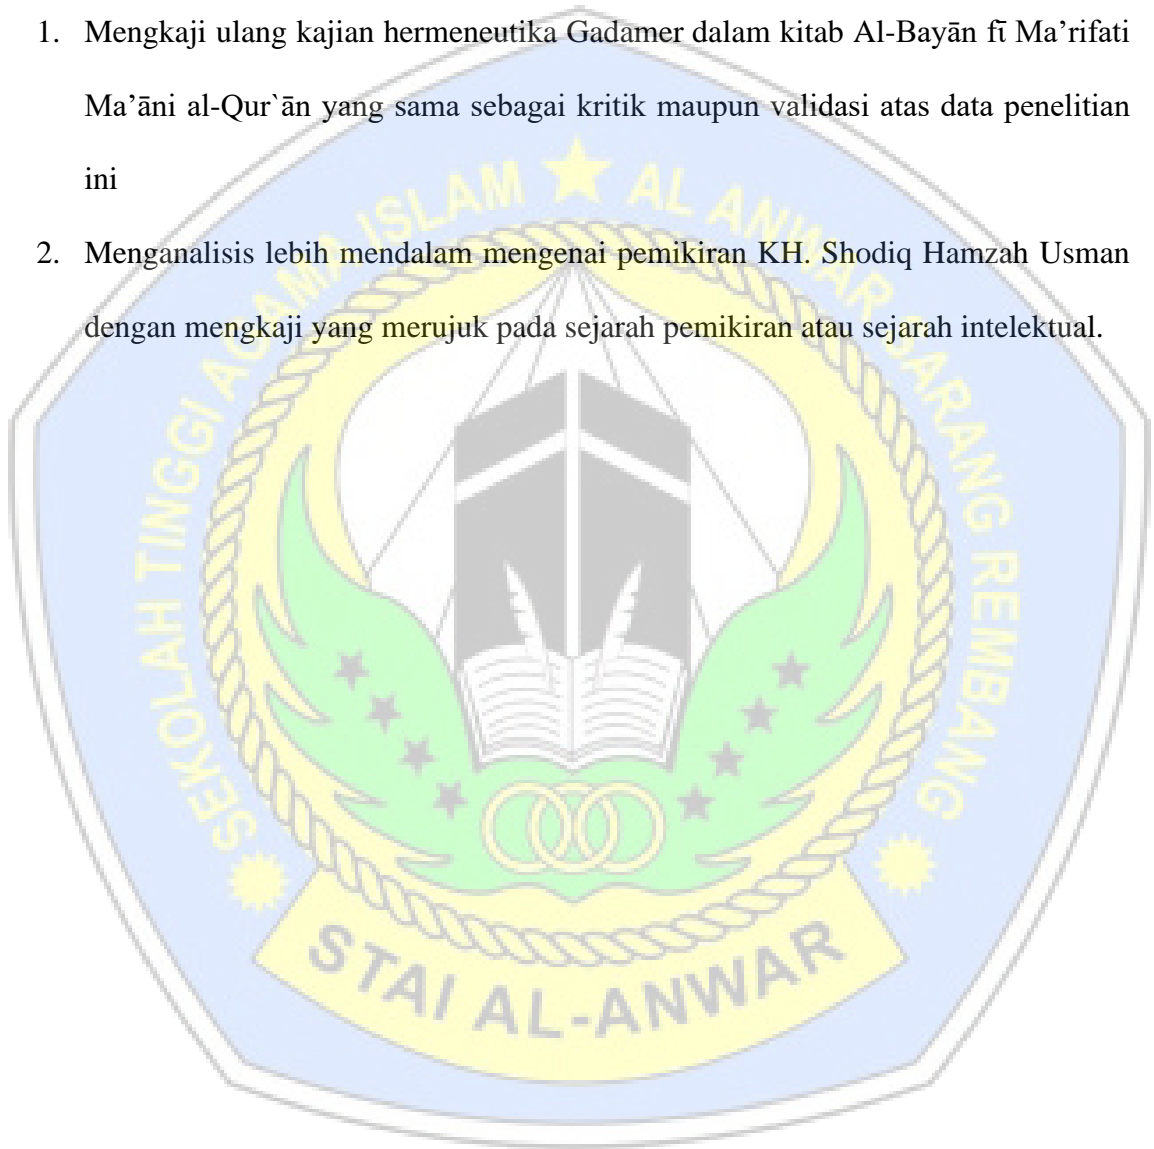 1. Mengkaji ulang kajian hermeneutika Gadamer dalam kitab Al-Bayān fī Ma’rifati
Ma’āni al-Qur`ān yang sama sebagai kritik maupun validasi atas data penelitian
ini
2. Menganalisis lebih mendalam mengenai pemikiran KH. Shodiq Hamzah Usman
dengan mengkaji yang merujuk pada sejarah pemikiran atau sejarah intelektual.
SEKOLAH TINGGI AGAMA ISLAM AL ANWAR SARANG REMBANG
STAI AL-ANWAR